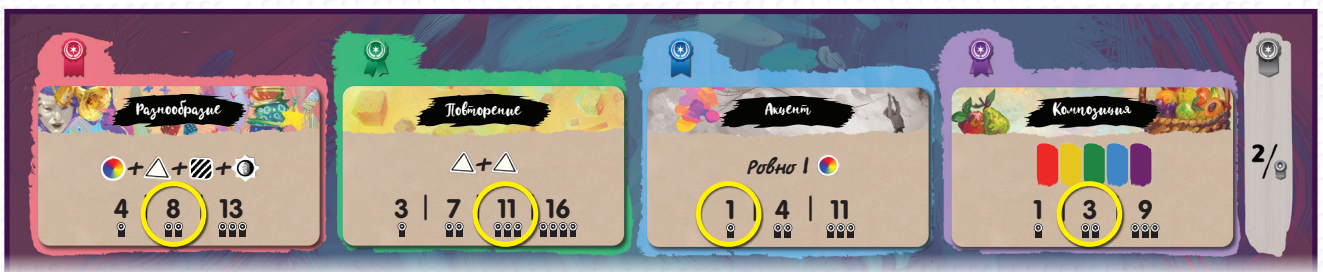 Разнообразие
4 | 8 | 13
Повторение
3 | 7 | 11 | 16
Акцент
Ровно 1
1 | 4 | 11
Композиция
1 | 3 | 9
2/